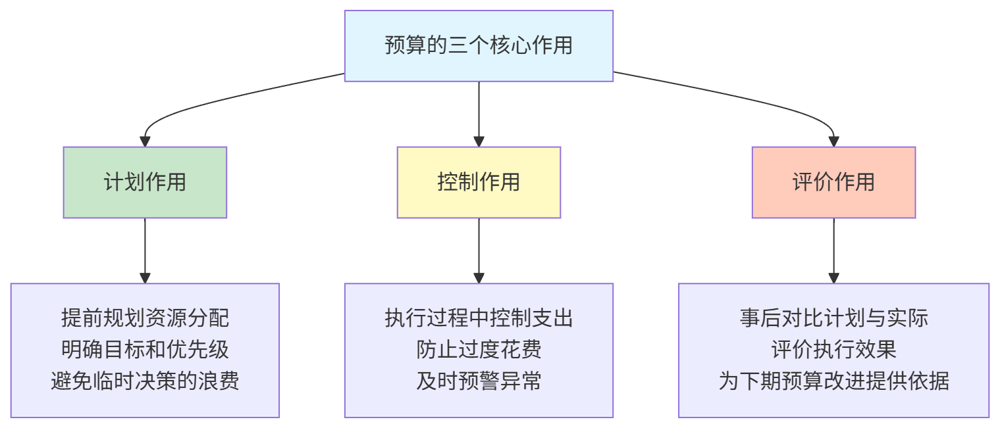 预算的三个核心作用
计划作用
控制作用
评价作用
提前规划资源分配
明确目标和优先级
避免临时决策的浪费
执行过程中控制支出
防止过度花费
及时预警异常
事后对比计划与实际
评价执行效果
为下期预算改进提供依据